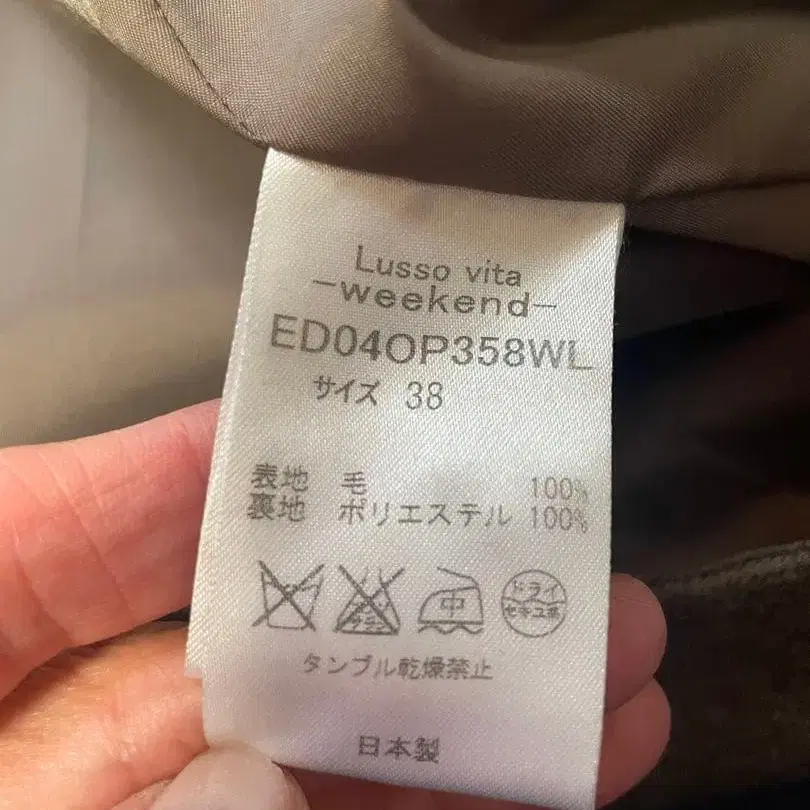 Lusso vita
-weekend-
ED04OP358WL
サイズ 38
表地 毛 100%
裏地 ポリエステル 100%
中
ドライ
セキユ系
タンブル乾燥禁止
日本製